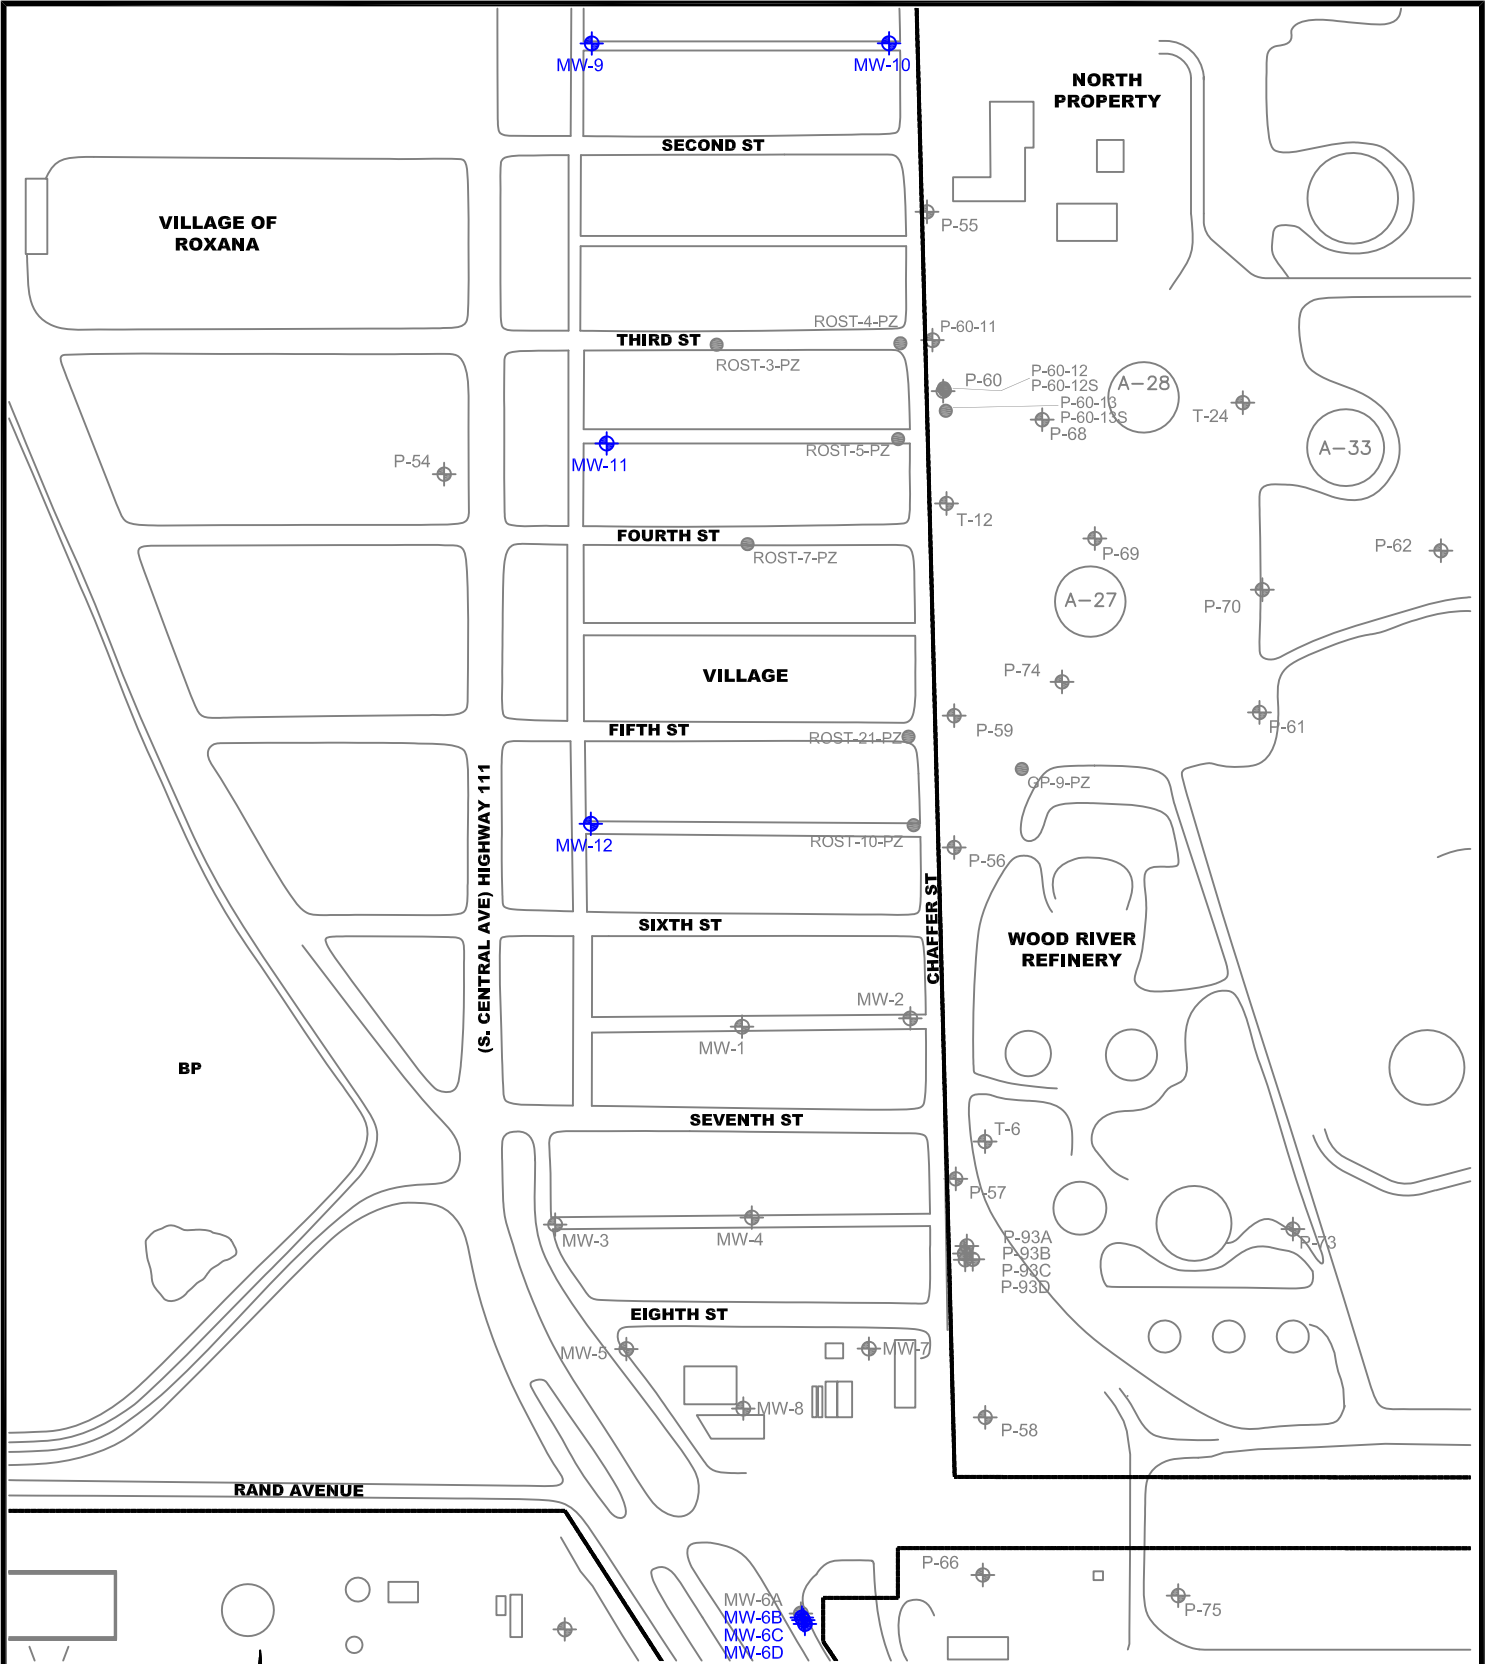 MW-9
MW-10
NORTH
PROPERTY
SECOND ST
VILLAGE OF
ROXANA
P-55
ROST-4-PZ
P-60-11
THIRD ST
ROST-3-PZ
P-60
P-60-12
P-60-12S
A-28
P-60-13
P-60-13S
T-24
P-68
A-33
ROST-5-PZ
P-54
MW-11
T-12
FOURTH ST
ROST-7-PZ
P-69
P-62
A-27
P-70
VILLAGE
P-74
FIFTH ST
P-59
P-61
ROST-21-PZ
GP-9-PZ
MW-12
ROST-10-PZ
P-56
(S. CENTRAL AVE) HIGHWAY 111
CHAFFER ST
SIXTH ST
WOOD RIVER
REFINERY
MW-2
MW-1
BP
SEVENTH ST
T-6
P-57
MW-3
MW-4
P-93A
P-93B
P-93C
P-93D
P-73
EIGHTH ST
MW-5
MW-7
MW-8
P-58
RAND AVENUE
P-66
MW-6A
MW-6B
MW-6C
MW-6D
P-75